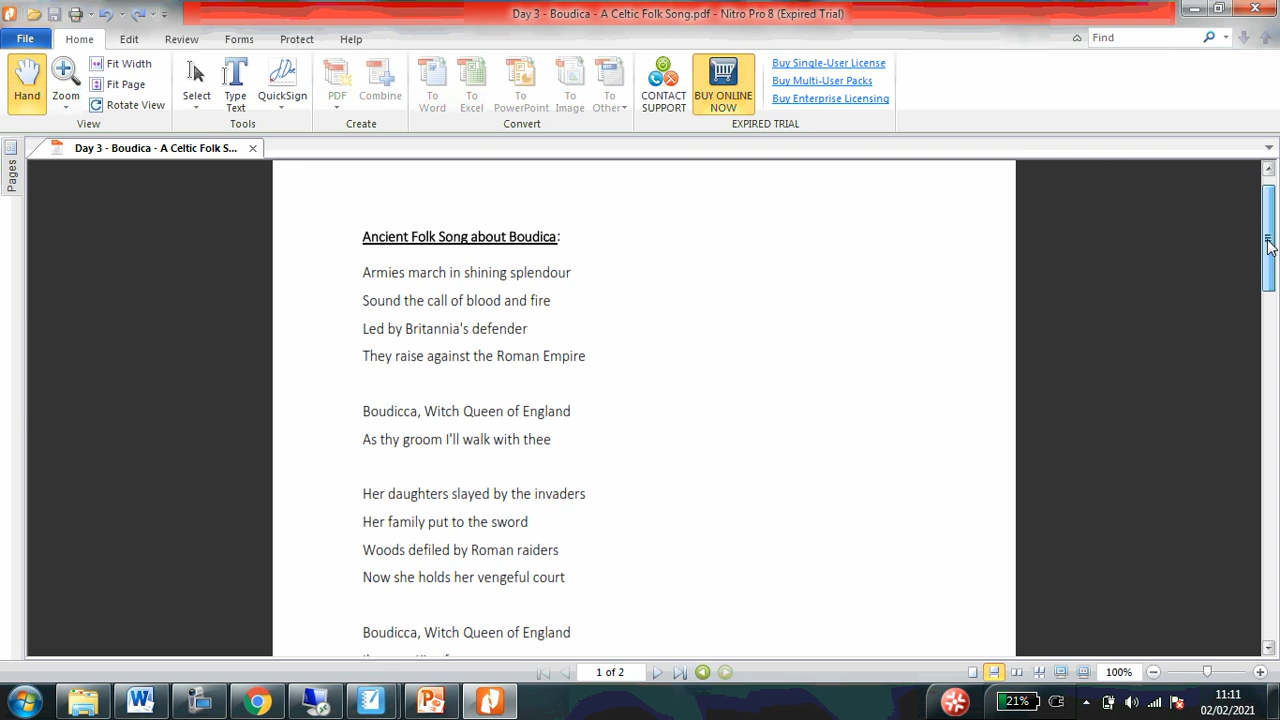 Day 3 - Boudica - A Celtic Folk Song.pdf - Nitro Pro 8 (Expired Trial)
File Home Edit Review Forms Protect Help Find
Hand
Zoom
Fit Width
Fit Page
Rotate View
View
Select
Type Text
QuickSign
Tools
PDF
Combine
Create
To Word
To Excel
To PowerPoint
To Image
To Other
Convert
CONTACT SUPPORT
BUY ONLINE NOW
Buy Single-User License
Buy Multi-User Packs
Buy Enterprise Licensing
EXPIRED TRIAL
Day 3 - Boudica - A Celtic Folk S...
Pages
Ancient Folk Song about Boudica:
Armies march in shining splendour
Sound the call of blood and fire
Led by Britannia's defender
They raise against the Roman Empire
Boudicca, Witch Queen of England
As thy groom I'll walk with thee
Her daughters slayed by the invaders
Her family put to the sword
Woods defiled by Roman raiders
Now she holds her vengeful court
Boudicca, Witch Queen of England
1 of 2
100%
21%
11:11
02/02/2021